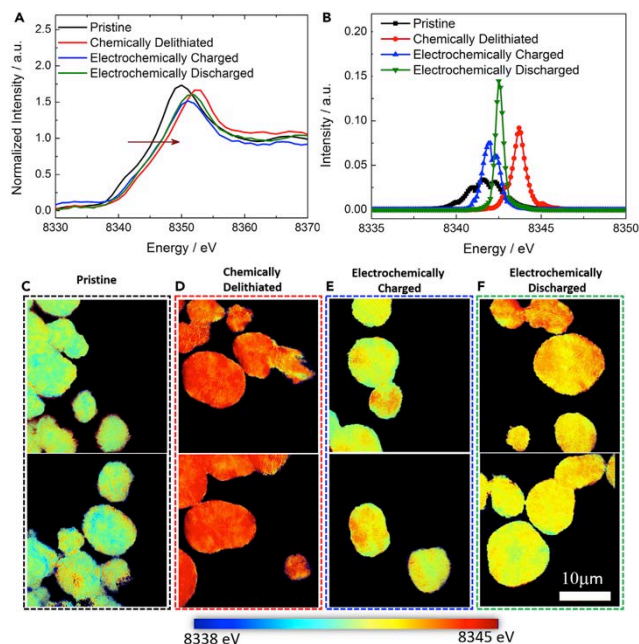 A
Normalized Intensity / a.u.
2.5
2.0
1.5
1.0
0.5
0.0
8330 8340 8350 8360 8370
Energy / eV
Pristine
Chemically Delithiated
Electrochemically Charged
Electrochemically Discharged
B
Intensity / a.u.
0.20
0.15
0.10
0.05
0.00
8335 8340 8345 8350
Energy / eV
Pristine
Chemically Delithiated
Electrochemically Charged
Electrochemically Discharged
C Pristine
D Chemically
Delithiated
E Electrochemically
Charged
F Electrochemically
Discharged
10μm
8338 eV 8345 eV